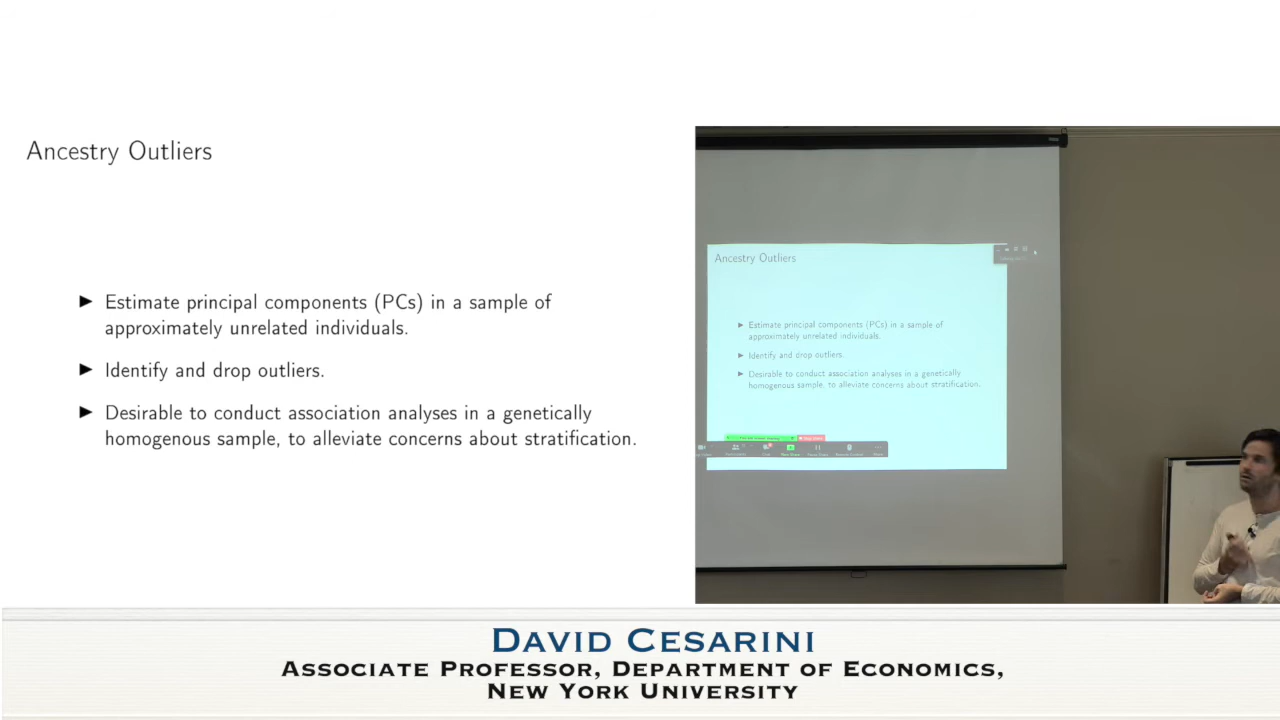 Ancestry Outliers
▶ Estimate principal components (PCs) in a sample of
approximately unrelated individuals.
▶ Identify and drop outliers.
▶ Desirable to conduct association analyses in a genetically
homogenous sample, to alleviate concerns about stratification.
Ancestry Outliers
▶ Estimate principal components (PCs) in a sample of
approximately unrelated individuals.
▶ Identify and drop outliers.
▶ Desirable to conduct association analyses in a genetically
homogenous sample, to alleviate concerns about stratification.
DAVID CESARINI
ASSOCIATE PROFESSOR, DEPARTMENT OF ECONOMICS,
NEW YORK UNIVERSITY